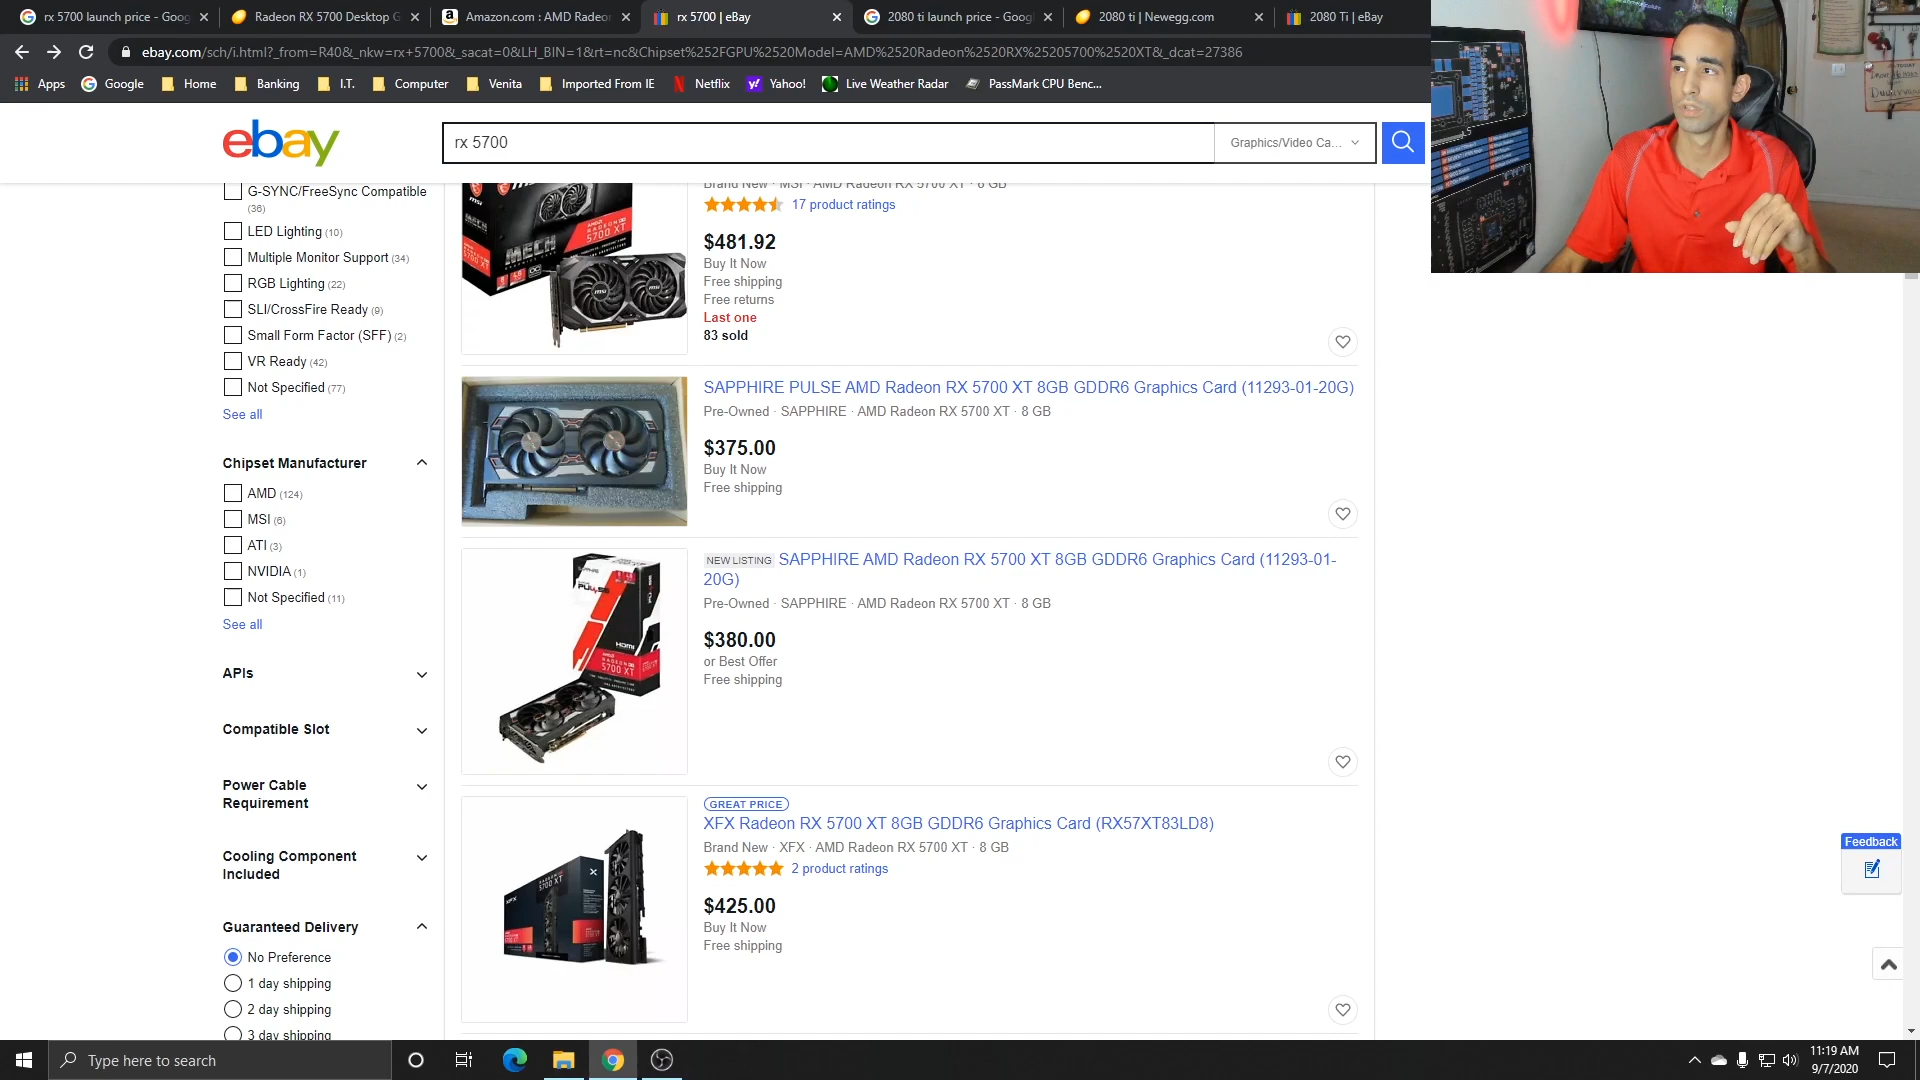 rx 5700 launch price - Goog
Radeon RX 5700 Desktop G
Amazon.com : AMD Radeon
rx 5700 | eBay
2080 ti launch price - Googl
2080 ti | Newegg.com
2080 Ti | eBay
ebay.com/sch/i.html?_from=R40&_nkw=rx+5700&_sacat=0&LH_BIN=1&rt=nc&Chipset%252FGPU%2520Model=AMD%2520Radeon%2520RX%25205700%2520XT&_dcat=27386
Apps Google Home Banking I.T. Computer Venita Imported From IE Netflix Yahoo! Live Weather Radar PassMark CPU Benc...
ebay
rx 5700
Graphics/Video Ca...
G-SYNC/FreeSync Compatible
(36)
LED Lighting (10)
Multiple Monitor Support (34)
RGB Lighting (22)
SLI/CrossFire Ready (9)
Small Form Factor (SFF) (2)
VR Ready (42)
Not Specified (77)
See all
Chipset Manufacturer
AMD (124)
MSI (6)
ATI (3)
NVIDIA (1)
Not Specified (11)
See all
APIs
Compatible Slot
Power Cable
Requirement
Cooling Component
Included
Guaranteed Delivery
No Preference
1 day shipping
2 day shipping
3 day shipping
Brand New · MSI · AMD Radeon RX 5700 XT · 8 GB
17 product ratings
$481.92
Buy It Now
Free shipping
Free returns
Last one
83 sold
MECH
RADEON RX
5700 XT
SAPPHIRE PULSE AMD Radeon RX 5700 XT 8GB GDDR6 Graphics Card (11293-01-20G)
Pre-Owned · SAPPHIRE · AMD Radeon RX 5700 XT · 8 GB
$375.00
Buy It Now
Free shipping
NEW LISTING SAPPHIRE AMD Radeon RX 5700 XT 8GB GDDR6 Graphics Card (11293-01-
20G)
Pre-Owned · SAPPHIRE · AMD Radeon RX 5700 XT · 8 GB
$380.00
or Best Offer
Free shipping
PULSE
HDMI
5700 XT
GREAT PRICE
XFX Radeon RX 5700 XT 8GB GDDR6 Graphics Card (RX57XT83LD8)
Brand New · XFX · AMD Radeon RX 5700 XT · 8 GB
2 product ratings
$425.00
Buy It Now
Free shipping
5700 XT
XFX
Feedback
Type here to search
11:19 AM
9/7/2020